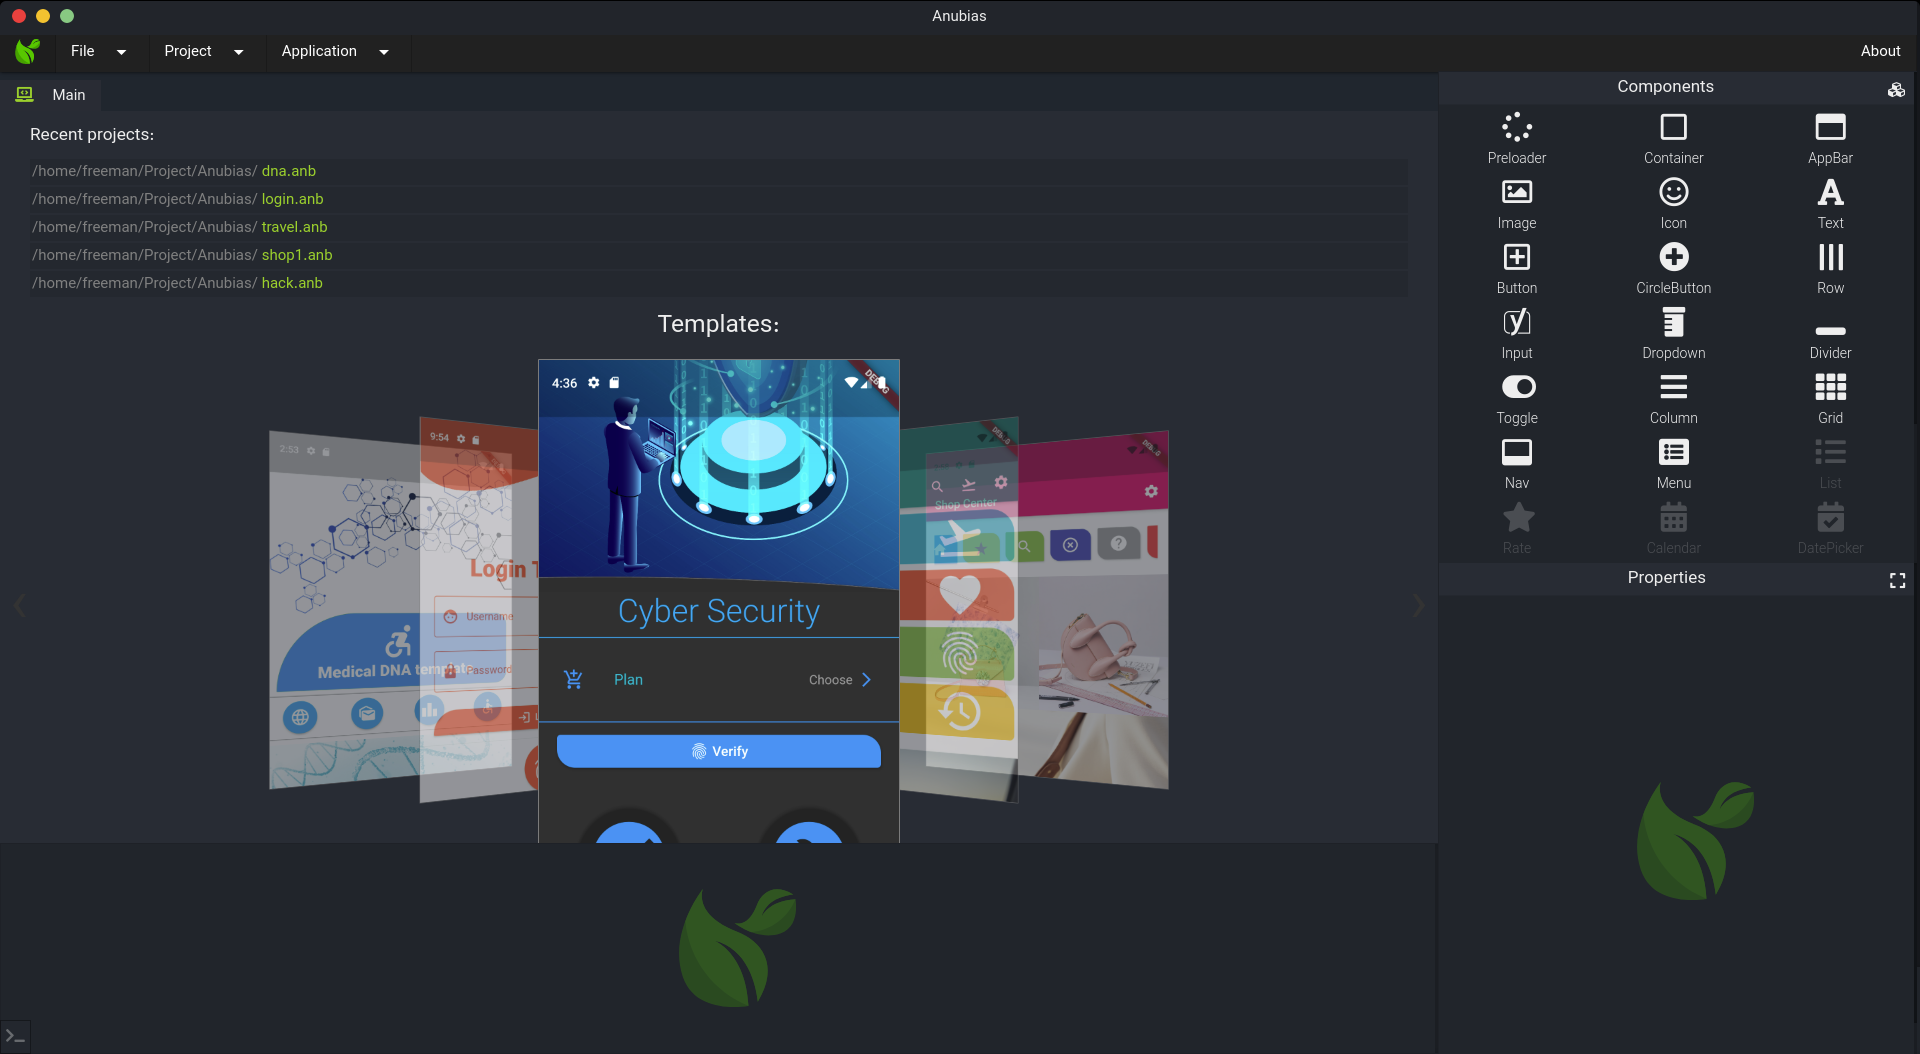 Anubias
File
Project
Application
About
Main
Recent projects:
/home/freeman/Project/Anubias/ dna.anb
/home/freeman/Project/Anubias/ login.anb
/home/freeman/Project/Anubias/ travel.anb
/home/freeman/Project/Anubias/ shop1.anb
/home/freeman/Project/Anubias/ hack.anb
Templates:
2:53
Medical DNA template
9:54
Login T
Username
Password
4:36
DEBUG
Cyber Security
Plan
Choose
Verify
Shop Center
Components
Preloader
Container
AppBar
Image
Icon
Text
Button
CircleButton
Row
Input
Dropdown
Divider
Toggle
Column
Grid
Nav
Menu
List
Rate
Calendar
DatePicker
Properties